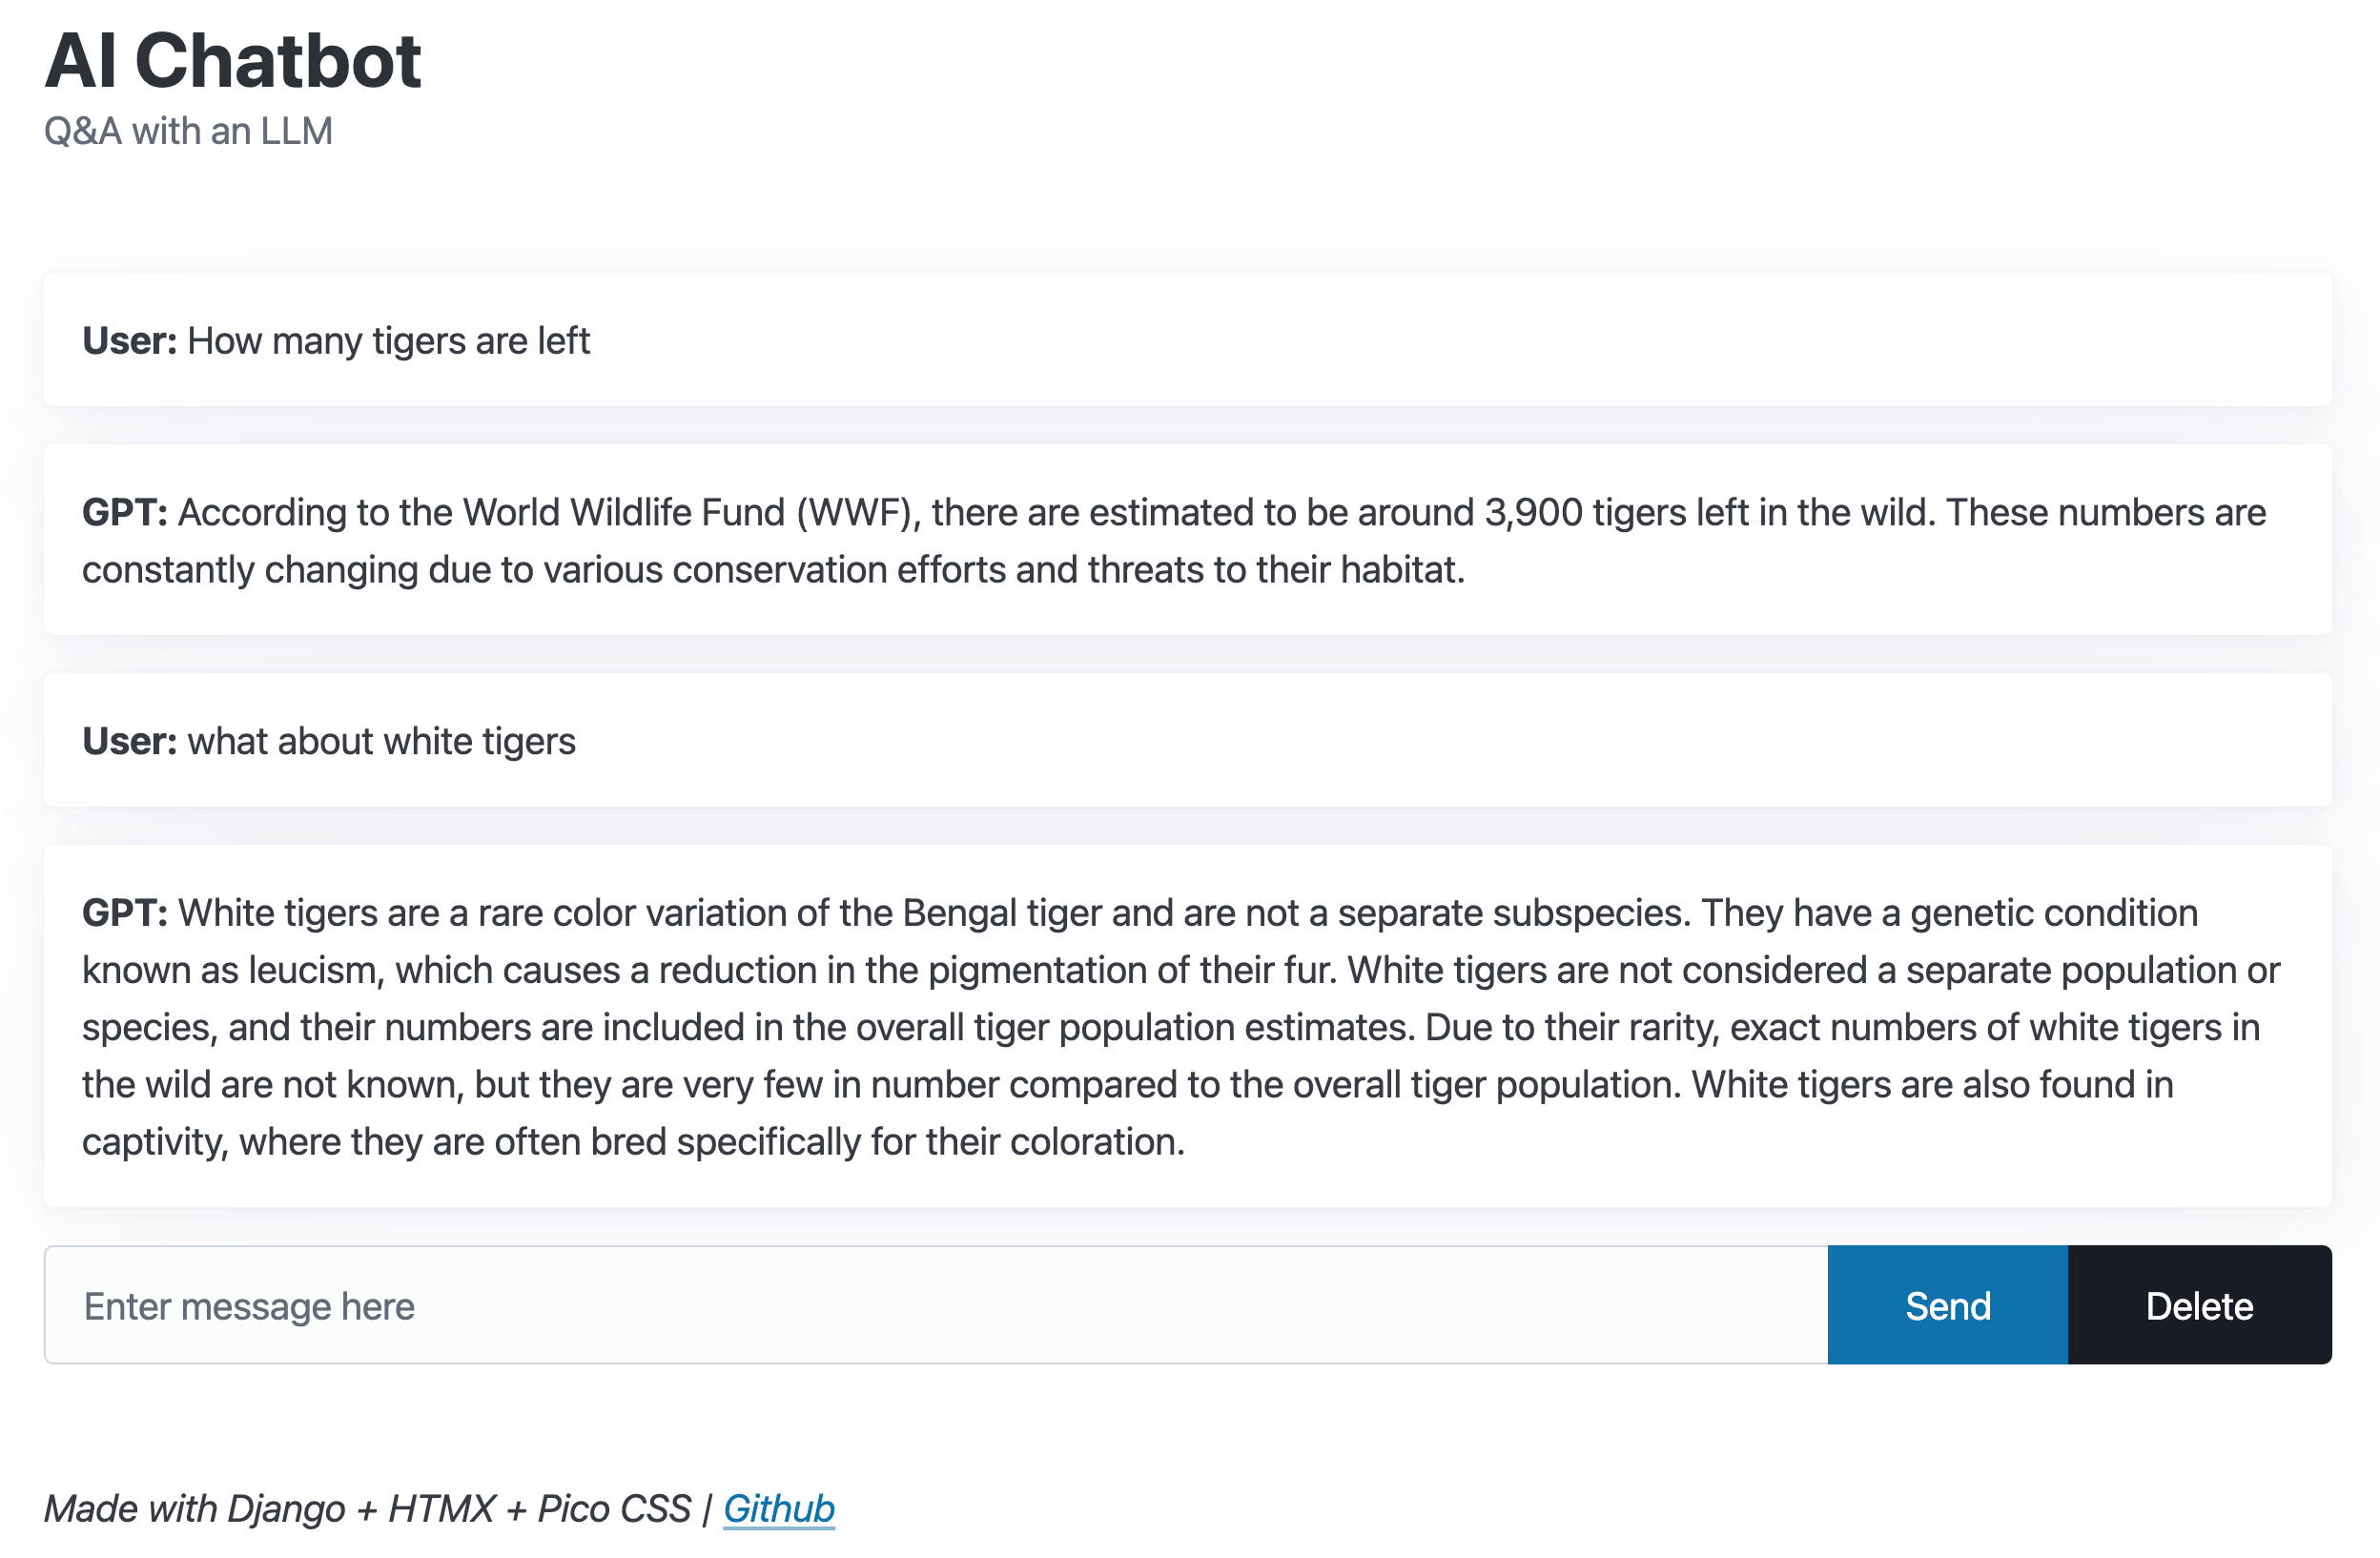 AI Chatbot
Q&A with an LLM
User: How many tigers are left
GPT: According to the World Wildlife Fund (WWF), there are estimated to be around 3,900 tigers left in the wild. These numbers are
constantly changing due to various conservation efforts and threats to their habitat.
User: what about white tigers
GPT: White tigers are a rare color variation of the Bengal tiger and are not a separate subspecies. They have a genetic condition
known as leucism, which causes a reduction in the pigmentation of their fur. White tigers are not considered a separate population or
species, and their numbers are included in the overall tiger population estimates. Due to their rarity, exact numbers of white tigers in
the wild are not known, but they are very few in number compared to the overall tiger population. White tigers are also found in
captivity, where they are often bred specifically for their coloration.
Enter message here Send Delete
Made with Django + HTMX + Pico CSS | Github